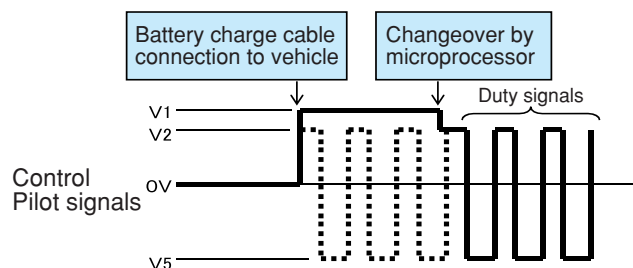 Battery charge cable
connection to vehicle
Changeover by
microprocessor
Duty signals
V1
V2
Control
Pilot signals
0V
V5